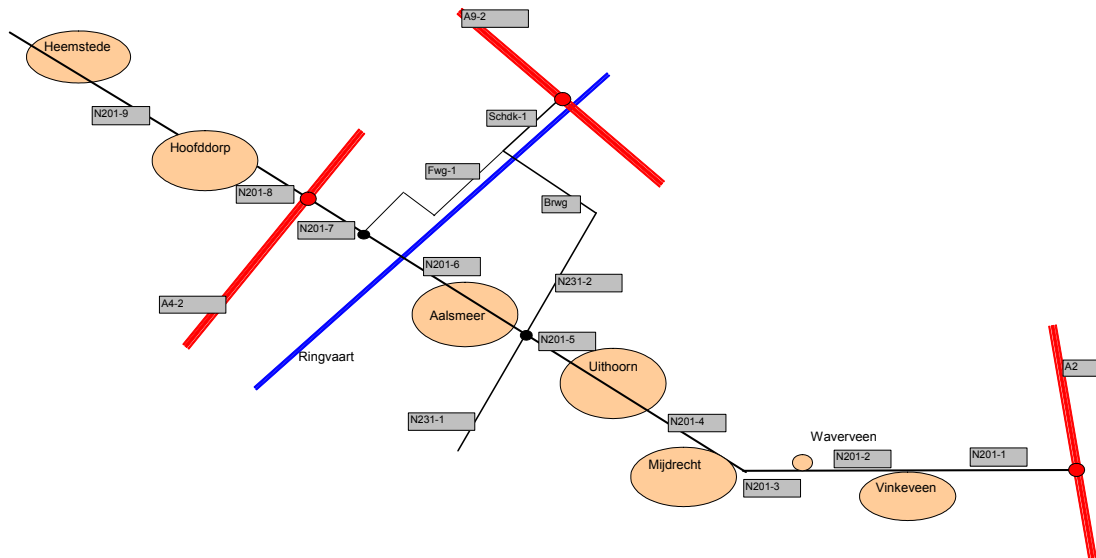 A9-2
Heemstede
N201-9
Schdk-1
Hoofddorp
Fwg-1
N201-8
Brwg
N201-7
N201-6
N231-2
A4-2
Aalsmeer
N201-5
Ringvaart
Uithoorn
A2
N231-1
N201-4
Waverveen
N201-2
N201-1
Mijdrecht
N201-3
Vinkeveen